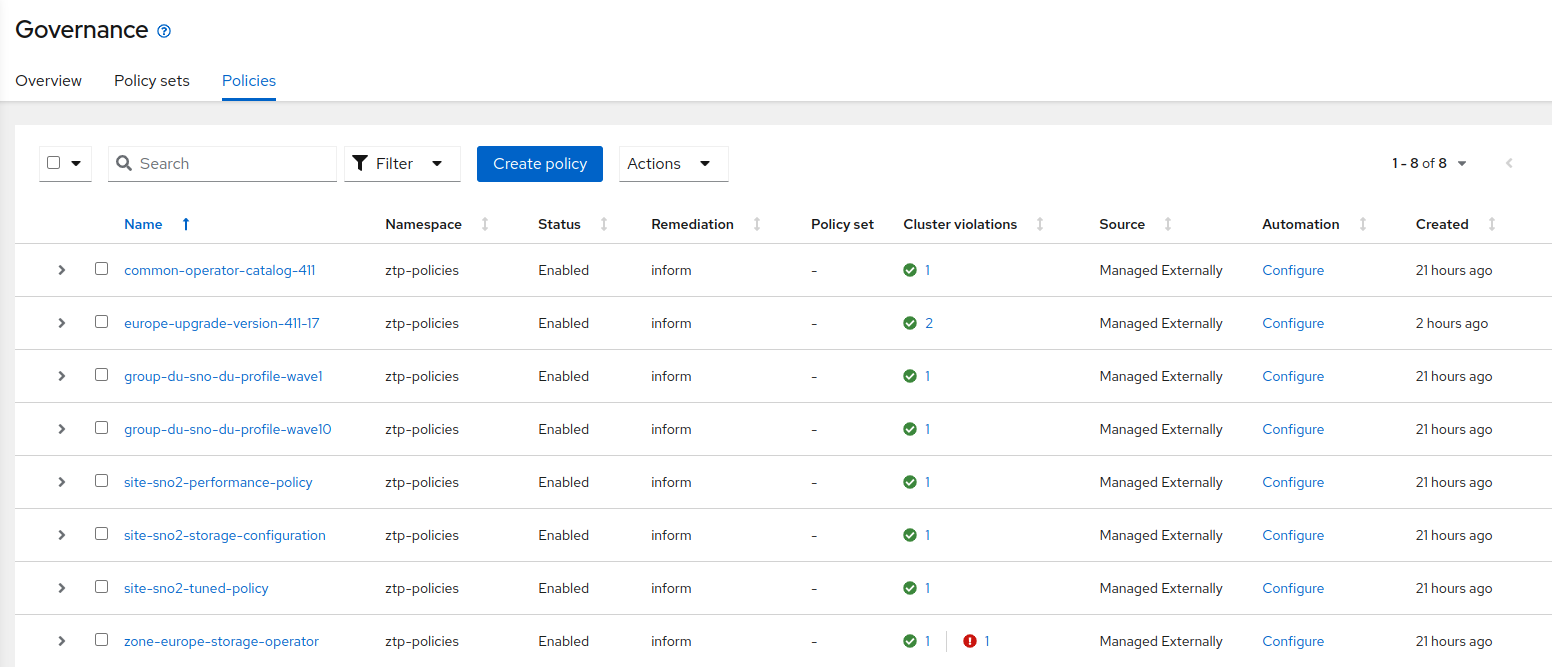 Governance
Overview Policy sets Policies
Search Filter Create policy Actions 1 - 8 of 8
Name Namespace Status Remediation Policy set Cluster violations Source Automation Created
common-operator-catalog-411 ztp-policies Enabled inform - 1 Managed Externally Configure 21 hours ago
europe-upgrade-version-411-17 ztp-policies Enabled inform - 2 Managed Externally Configure 2 hours ago
group-du-sno-du-profile-wave1 ztp-policies Enabled inform - 1 Managed Externally Configure 21 hours ago
group-du-sno-du-profile-wave10 ztp-policies Enabled inform - 1 Managed Externally Configure 21 hours ago
site-sno2-performance-policy ztp-policies Enabled inform - 1 Managed Externally Configure 21 hours ago
site-sno2-storage-configuration ztp-policies Enabled inform - 1 Managed Externally Configure 21 hours ago
site-sno2-tuned-policy ztp-policies Enabled inform - 1 Managed Externally Configure 21 hours ago
zone-europe-storage-operator ztp-policies Enabled inform - 1 1 Managed Externally Configure 21 hours ago